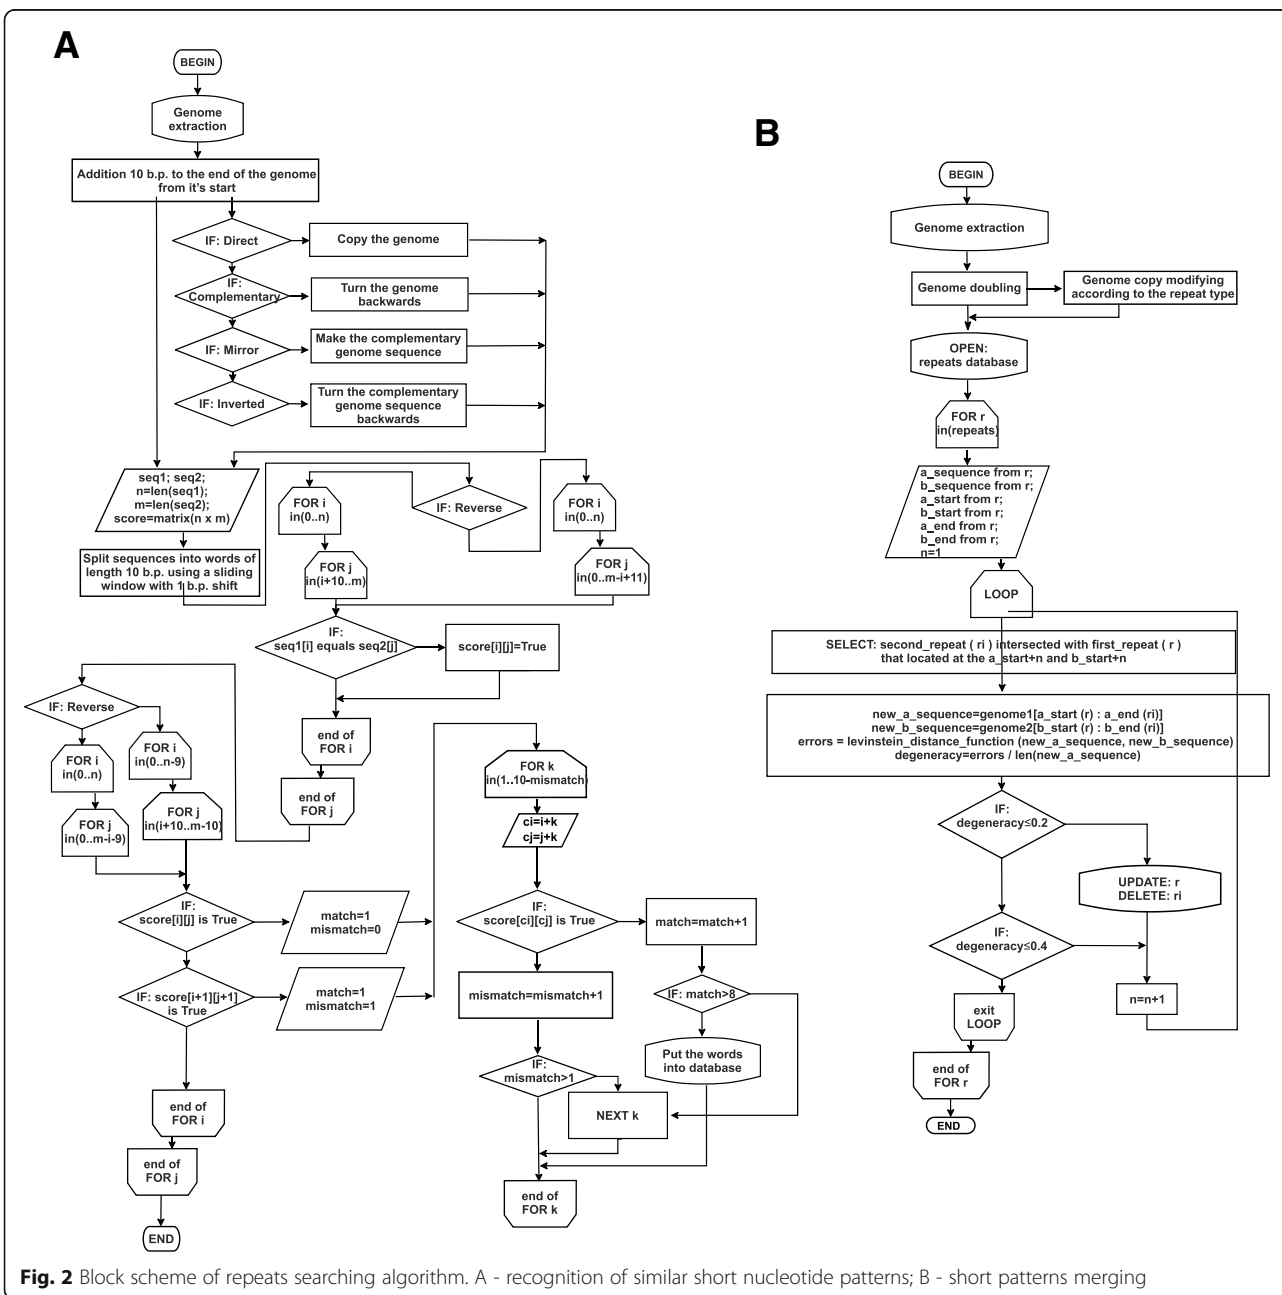 A
BEGIN
Genome
extraction
Addition 10 b.p. to the end of the genome
from it's start
IF: Direct
Copy the genome
IF:
Complementary
Turn the genome
backwards
IF: Mirror
Make the complementary
genome sequence
IF: Inverted
Turn the complementary
genome sequence
backwards
seq1; seq2;
n=len(seq1);
m=len(seq2);
score=matrix(n x m)
Split sequences into words of
length 10 b.p. using a sliding
window with 1 b.p. shift
IF: Reverse
FOR i
in(0..n)
FOR j
in(i+10..m)
FOR i
in(0..n)
FOR j
in(0..m-i+11)
IF:
seq1[i] equals seq2[j]
score[i][j]=True
end of
FOR i
end of
FOR j
IF: Reverse
FOR i
in(0..n)
FOR j
in(0..m-i-9)
FOR i
in(0..n-9)
FOR j
in(i+10..m-10)
IF:
score[i][j] is True
match=1
mismatch=0
IF: score[i+1][j+1]
is True
match=1
mismatch=1
end of
FOR i
end of
FOR j
END
FOR k
in(1..10-mismatch)
ci=i+k
cj=j+k
IF:
score[ci][cj] is True
match=match+1
mismatch=mismatch+1
IF: match>8
IF:
mismatch>1
Put the words
into database
NEXT k
end of
FOR k
B
BEGIN
Genome extraction
Genome doubling
Genome copy modifying
according to the repeat type
OPEN:
repeats database
FOR r
in(repeats)
a_sequence from r;
b_sequence from r;
a_start from r;
b_start from r;
a_end from r;
b_end from r;
n=1
LOOP
SELECT: second_repeat ( ri ) intersected with first_repeat ( r )
that located at the a_start+n and b_start+n
new_a_sequence=genome1[a_start (r) : a_end (ri)]
new_b_sequence=genome2[b_start (r) : b_end (ri)]
errors = levinstein_distance_function (new_a_sequence, new_b_sequence)
degeneracy=errors / len(new_a_sequence)
IF:
degeneracy≤0.2
UPDATE: r
DELETE: ri
IF:
degeneracy≤0.4
n=n+1
exit
LOOP
end of
FOR r
END
Fig. 2 Block scheme of repeats searching algorithm. A - recognition of similar short nucleotide patterns; B - short patterns merging